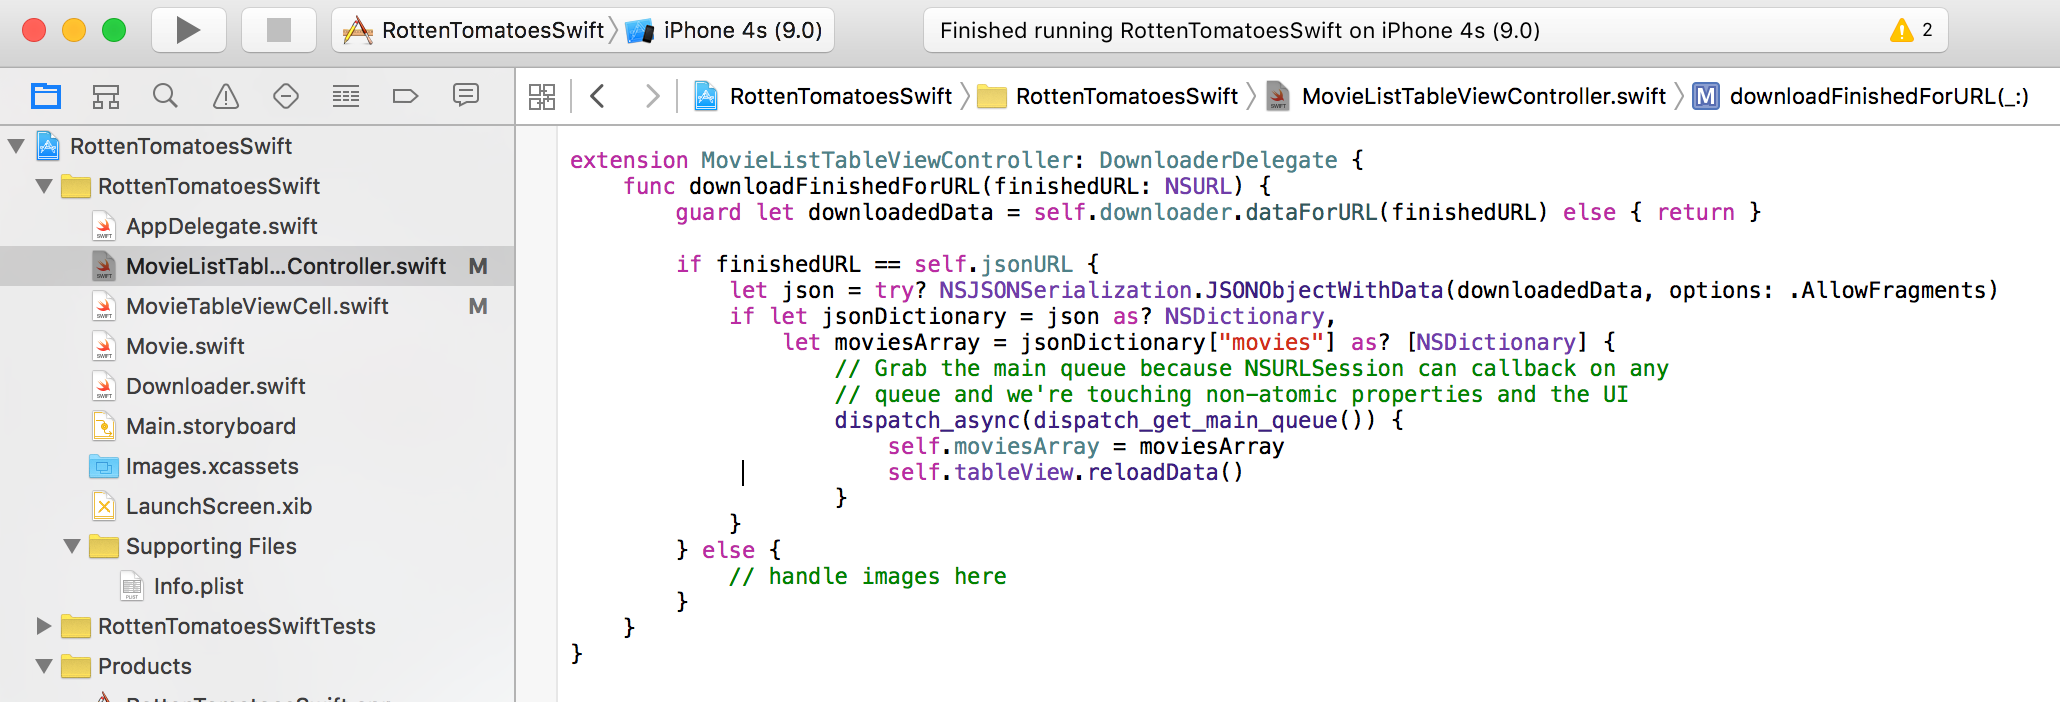 RottenTomatoesSwift iPhone 4s (9.0) Finished running RottenTomatoesSwift on iPhone 4s (9.0) 2
RottenTomatoesSwift RottenTomatoesSwift MovieListTableViewController.swift M downloadFinishedForURL(_:)
RottenTomatoesSwift
RottenTomatoesSwift
AppDelegate.swift
MovieListTabl...Controller.swift M
MovieTableViewCell.swift M
Movie.swift
Downloader.swift
Main.storyboard
Images.xcassets
LaunchScreen.xib
Supporting Files
Info.plist
RottenTomatoesSwiftTests
Products
extension MovieListTableViewController: DownloaderDelegate {
func downloadFinishedForURL(finishedURL: NSURL) {
guard let downloadedData = self.downloader.dataForURL(finishedURL) else { return }
if finishedURL == self.jsonURL {
let json = try? NSJSONSerialization.JSONObjectWithData(downloadedData, options: .AllowFragments)
if let jsonDictionary = json as? NSDictionary,
let moviesArray = jsonDictionary["movies"] as? [NSDictionary] {
// Grab the main queue because NSURLSession can callback on any
// queue and we're touching non-atomic properties and the UI
dispatch_async(dispatch_get_main_queue()) {
self.moviesArray = moviesArray
self.tableView.reloadData()
}
}
} else {
// handle images here
}
}
}